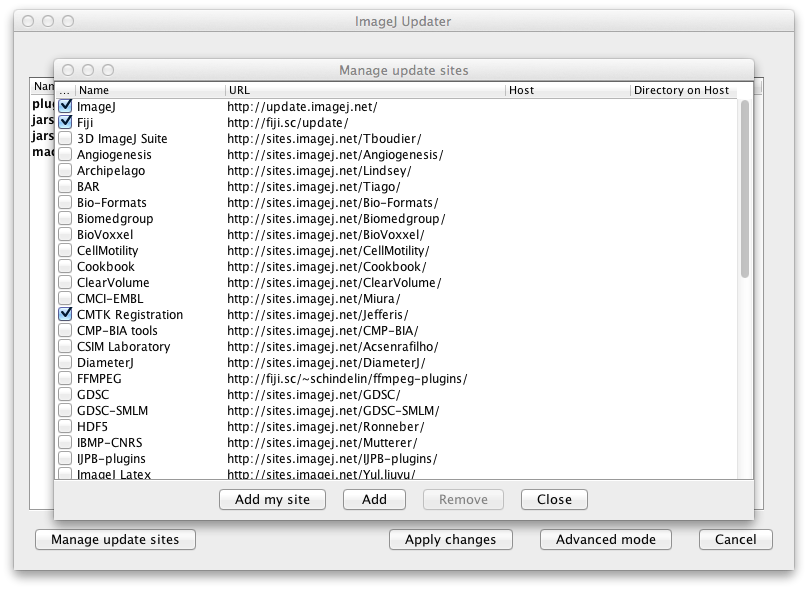 ImageJ Updater
Manage update sites
Nam ... Name URL Host Directory on Host
plug ImageJ http://update.imagej.net/
jars Fiji http://fiji.sc/update/
jars 3D ImageJ Suite http://sites.imagej.net/Tboudier/
mac Angiogenesis http://sites.imagej.net/Angiogenesis/
Archipelago http://sites.imagej.net/Lindsey/
BAR http://sites.imagej.net/Tiago/
Bio-Formats http://sites.imagej.net/Bio-Formats/
Biomedgroup http://sites.imagej.net/Biomedgroup/
BioVoxxel http://sites.imagej.net/BioVoxxel/
CellMotility http://sites.imagej.net/CellMotility/
Cookbook http://sites.imagej.net/Cookbook/
ClearVolume http://sites.imagej.net/ClearVolume/
CMCI-EMBL http://sites.imagej.net/Miura/
CMTK Registration http://sites.imagej.net/Jefferis/
CMP-BIA tools http://sites.imagej.net/CMP-BIA/
CSIM Laboratory http://sites.imagej.net/Acsenrafilho/
DiameterJ http://sites.imagej.net/DiameterJ/
FFMPEG http://fiji.sc/~schindelin/ffmpeg-plugins/
GDSC http://sites.imagej.net/GDSC/
GDSC-SMLM http://sites.imagej.net/GDSC-SMLM/
HDF5 http://sites.imagej.net/Ronneber/
IBMP-CNRS http://sites.imagej.net/Mutterer/
IJPB-plugins http://sites.imagej.net/IJPB-plugins/
ImageJ Latex http://sites.imagej.net/Yul.liuyu/
Add my site Add Remove Close
Manage update sites Apply changes Advanced mode Cancel